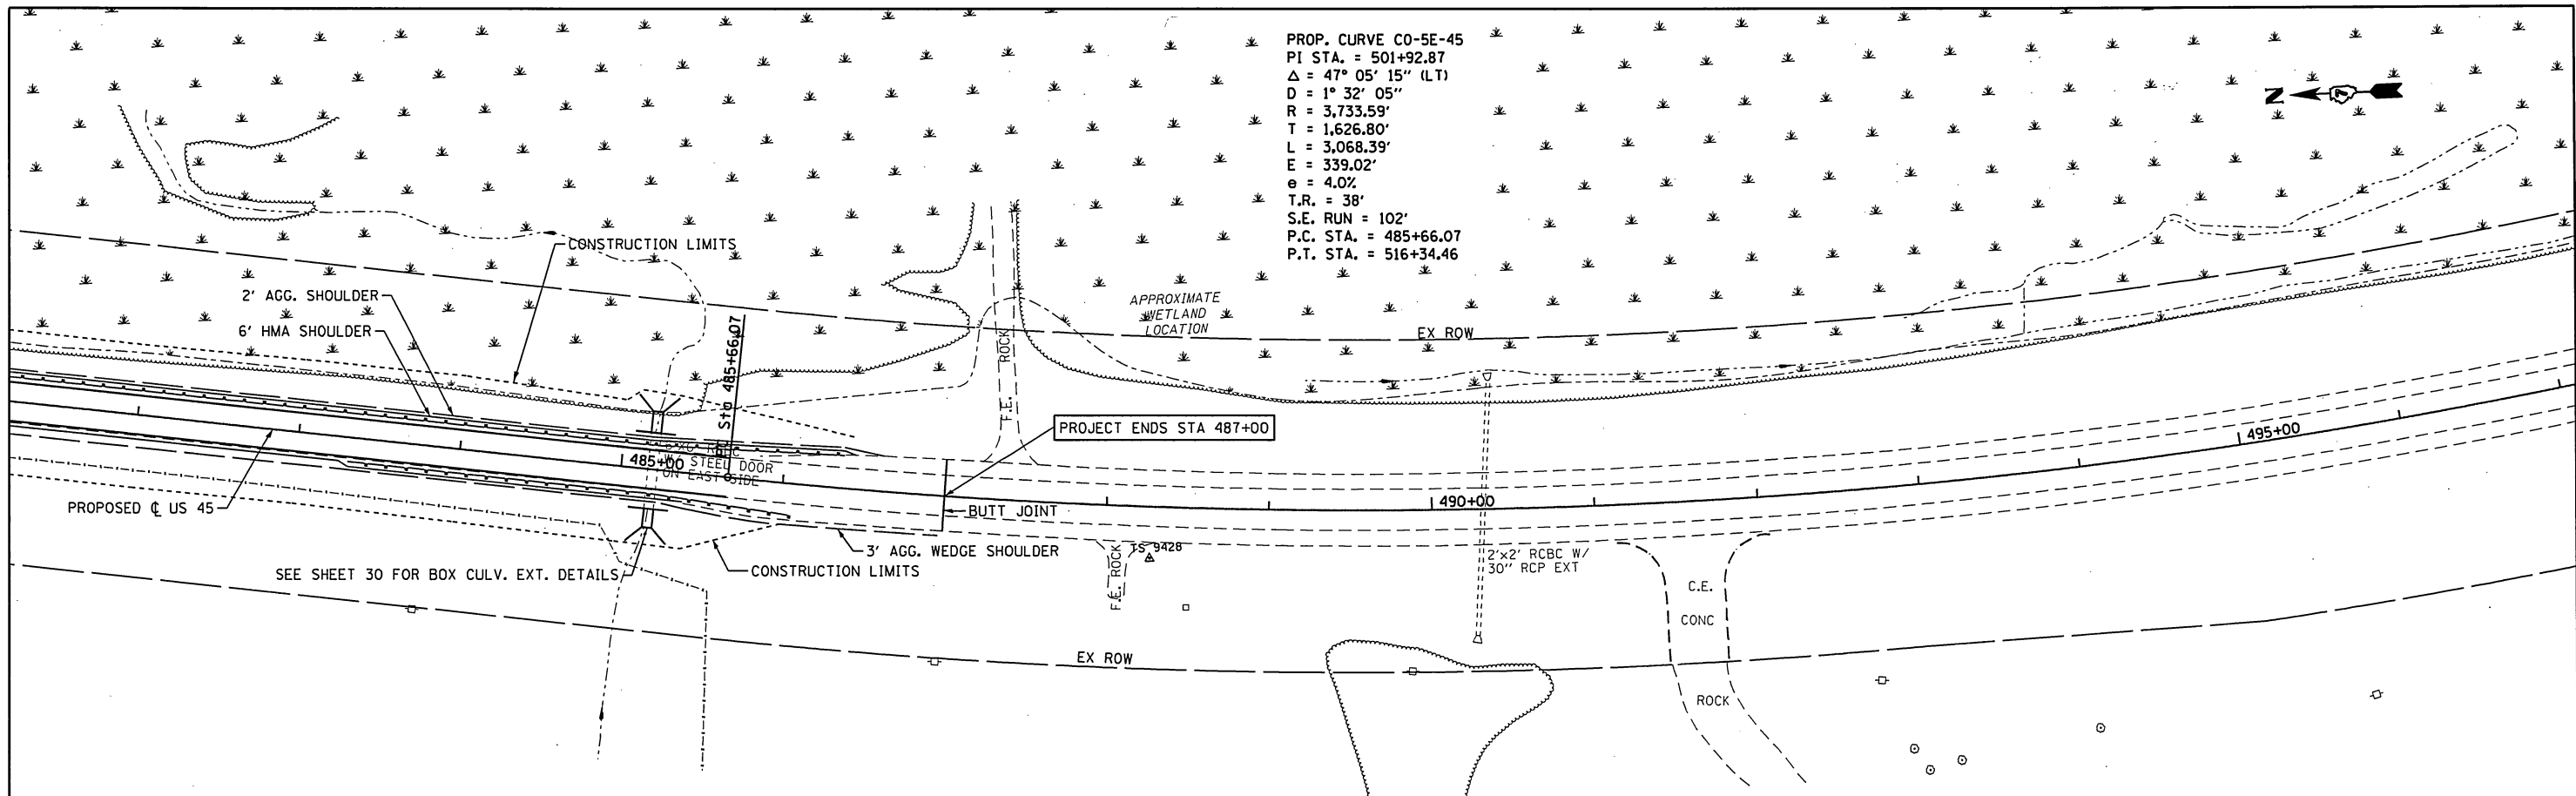 PROP. CURVE CO-5E-45
PI STA. = 501+92.87
Δ = 47° 05' 15" (LT)
D = 1° 32' 05"
R = 3,733.59'
T = 1,626.80'
L = 3,068.39'
E = 339.02'
e = 4.0%
T.R. = 38'
S.E. RUN = 102'
P.C. STA. = 485+66.07
P.T. STA. = 516+34.46
N
CONSTRUCTION LIMITS
2' AGG. SHOULDER
6' HMA SHOULDER
APPROXIMATE
WETLAND
LOCATION
EX ROW
F.E. ROCK
Sta 485+66.07
PROJECT ENDS STA 487+00
495+00
485+00
W/ STEEL DOOR
ON EAST SIDE
490+00
PROPOSED ℄ US 45
BUTT JOINT
3' AGG. WEDGE SHOULDER
TS 9428
F.E. ROCK
2'x2' RCBC W/
30" RCP EXT
SEE SHEET 30 FOR BOX CULV. EXT. DETAILS
CONSTRUCTION LIMITS
C.E.
CONC
EX ROW
ROCK